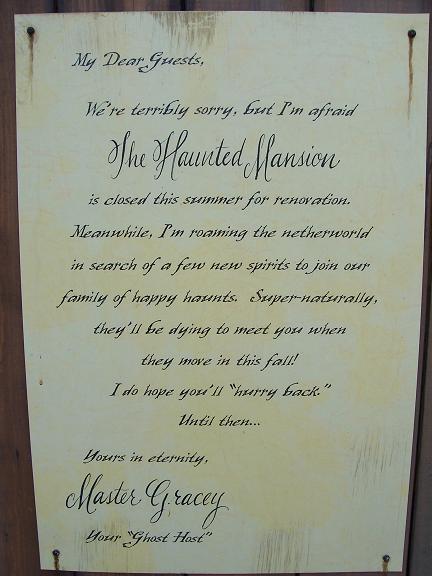 My Dear Guests,
We're terribly sorry, but I'm afraid
The Haunted Mansion
is closed this summer for renovation.
Meanwhile, I'm roaming the netherworld
in search of a few new spirits to join our
family of happy haunts. Super-naturally,
they'll be dying to meet you when
they move in this fall!
I do hope you'll "hurry back."
Until then...
Yours in eternity,
Master Gracey
Your "Ghost Host"